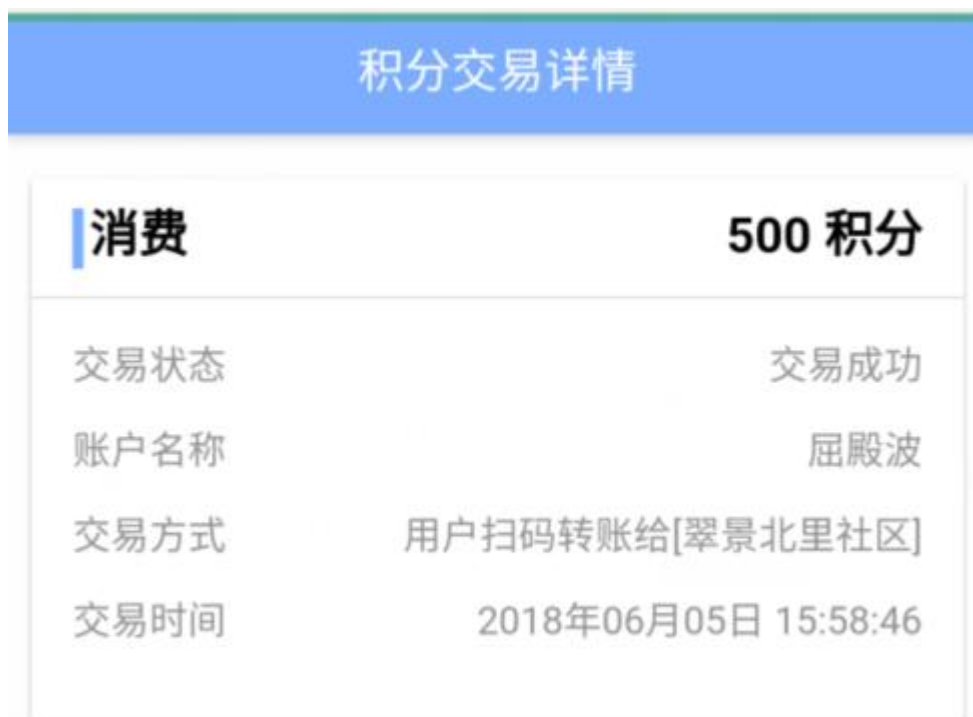 积分交易详情
消费 500 积分
交易状态 交易成功
账户名称 屈殿波
交易方式 用户扫码转账给[翠景北里社区]
交易时间 2018年06月05日 15:58:46